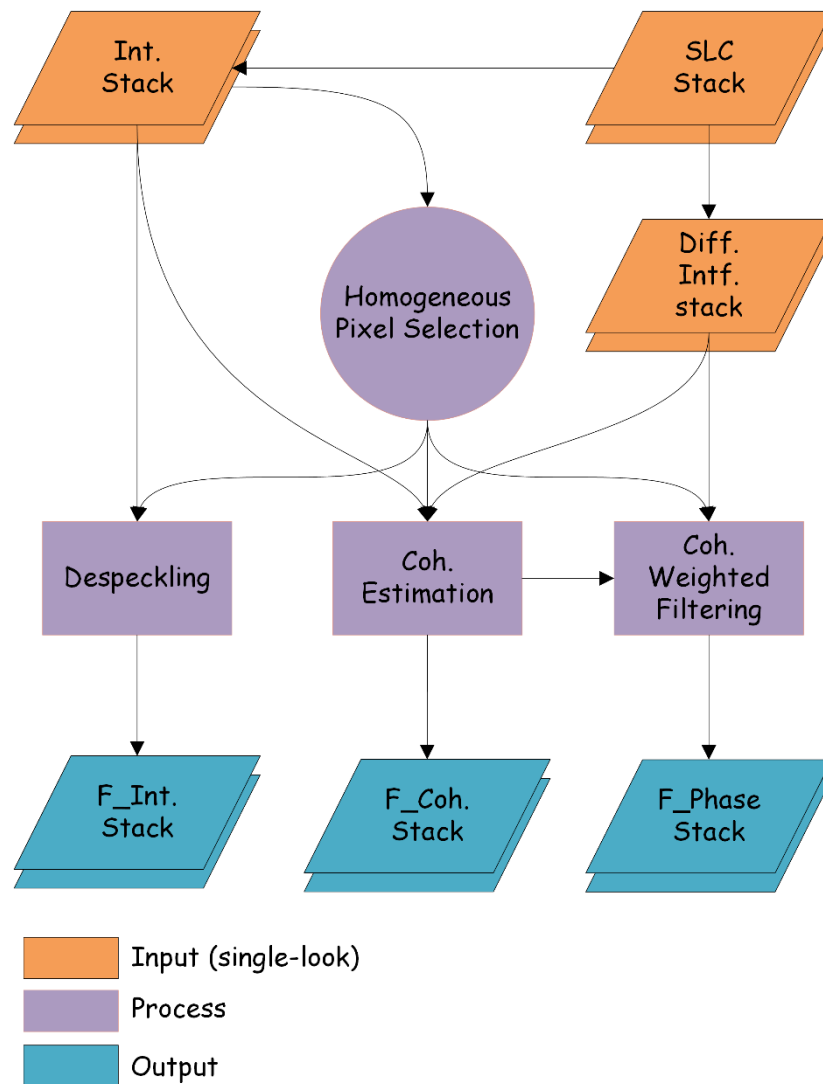 Int.
Stack
SLC
Stack
Homogeneous
Pixel Selection
Diff.
Intf.
stack
Despeckling
Coh.
Estimation
Coh.
Weighted
Filtering
F_Int.
Stack
F_Coh.
Stack
F_Phase
Stack
Input (single-look)
Process
Output